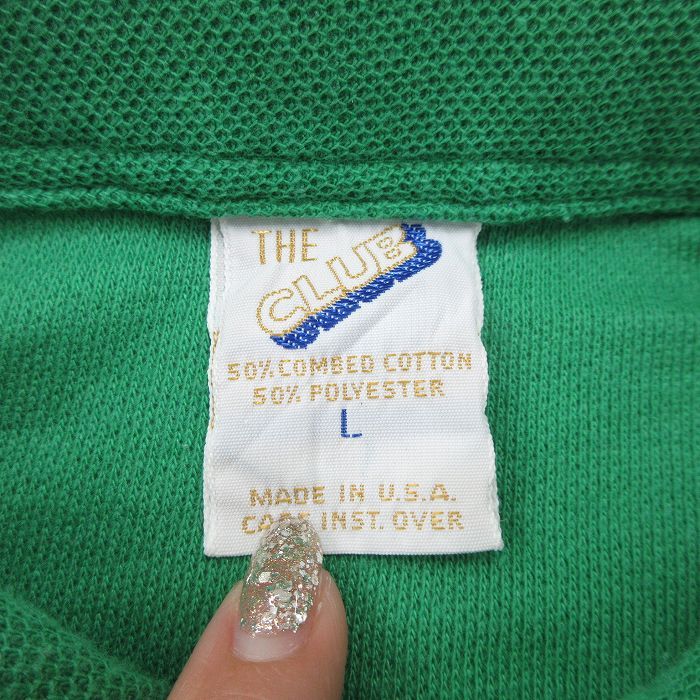 THE
CLUB
50% COMBED COTTON
50% POLYESTER
L
MADE IN U.S.A.
CARE INST. OVER